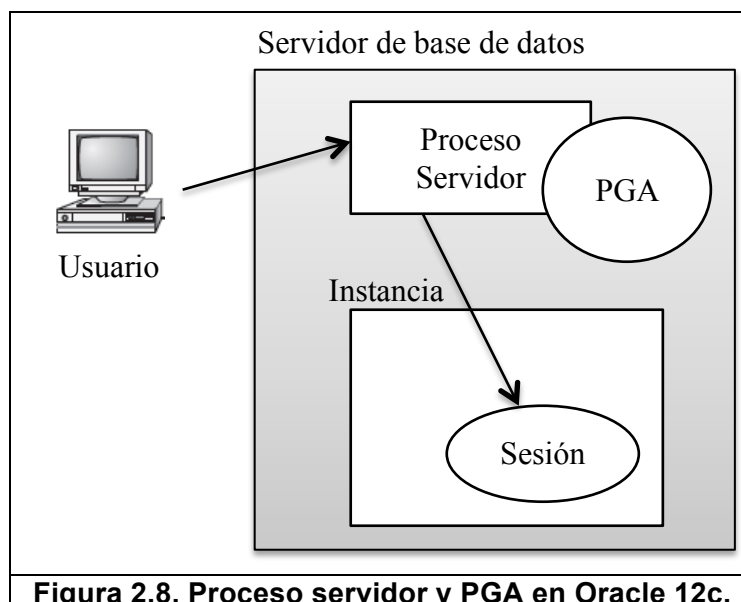 Servidor de base de datos
Proceso
Servidor
PGA
Usuario
Instancia
Sesión
Figura 2.8. Proceso servidor y PGA en Oracle 12c.